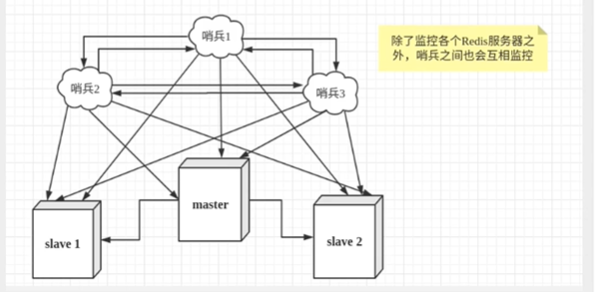 哨兵1
除了监控各个Redis服务器之
外，哨兵之间也会互相监控
哨兵2
哨兵3
master
slave 1
slave 2